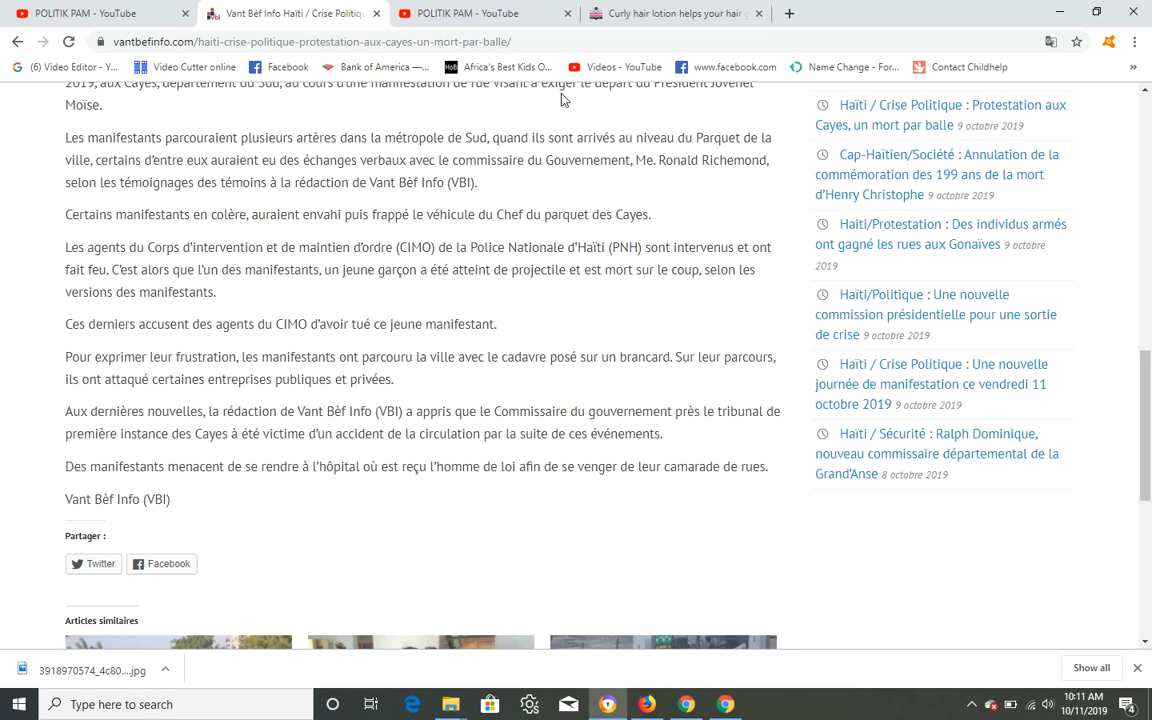 POLITIK PAM - YouTube
Vant Bèf Info Haïti / Crise Politiq
POLITIK PAM - YouTube
Curly hair lotion helps your hair g
vantbefinfo.com/haiti-crise-politique-protestation-aux-cayes-un-mort-par-balle/
(6) Video Editor - Y...
Video Cutter online
Facebook
Bank of America —...
Africa's Best Kids O...
Videos - YouTube
www.facebook.com
Name Change - For...
Contact Childhelp
»
2019, aux Cayes, département du Sud, au cours d'une manifestation de rue visant à exiger le départ du Président Jovenel
Moïse.
Les manifestants parcouraient plusieurs artères dans la métropole de Sud, quand ils sont arrivés au niveau du Parquet de la
ville, certains d'entre eux auraient eu des échanges verbaux avec le commissaire du Gouvernement, Me. Ronald Richemond,
selon les témoignages des témoins à la rédaction de Vant Bèf Info (VBI).
Certains manifestants en colère, auraient envahi puis frappé le véhicule du Chef du parquet des Cayes.
Les agents du Corps d'intervention et de maintien d'ordre (CIMO) de la Police Nationale d'Haïti (PNH) sont intervenus et ont
fait feu. C'est alors que l'un des manifestants, un jeune garçon a été atteint de projectile et est mort sur le coup, selon les
versions des manifestants.
Ces derniers accusent des agents du CIMO d'avoir tué ce jeune manifestant.
Pour exprimer leur frustration, les manifestants ont parcouru la ville avec le cadavre posé sur un brancard. Sur leur parcours,
ils ont attaqué certaines entreprises publiques et privées.
Aux dernières nouvelles, la rédaction de Vant Bèf Info (VBI) a appris que le Commissaire du gouvernement près le tribunal de
première instance des Cayes à été victime d'un accident de la circulation par la suite de ces événements.
Des manifestants menacent de se rendre à l'hôpital où est reçu l'homme de loi afin de se venger de leur camarade de rues.
Vant Bèf Info (VBI)
Partager :
Twitter
Facebook
Articles similaires
Haïti / Crise Politique : Protestation aux
Cayes, un mort par balle 9 octobre 2019
Cap-Haïtien/Société : Annulation de la
commémoration des 199 ans de la mort
d'Henry Christophe 9 octobre 2019
Haiti/Protestation : Des individus armés
ont gagné les rues aux Gonaïves 9 octobre
2019
Haïti/Politique : Une nouvelle
commission présidentielle pour une sortie
de crise 9 octobre 2019
Haïti / Crise Politique : Une nouvelle
journée de manifestation ce vendredi 11
octobre 2019 9 octobre 2019
Haïti / Sécurité : Ralph Dominique,
nouveau commissaire départemental de la
Grand'Anse 8 octobre 2019
3918970574_4c80....jpg
Show all
Type here to search
10:11 AM
10/11/2019
4